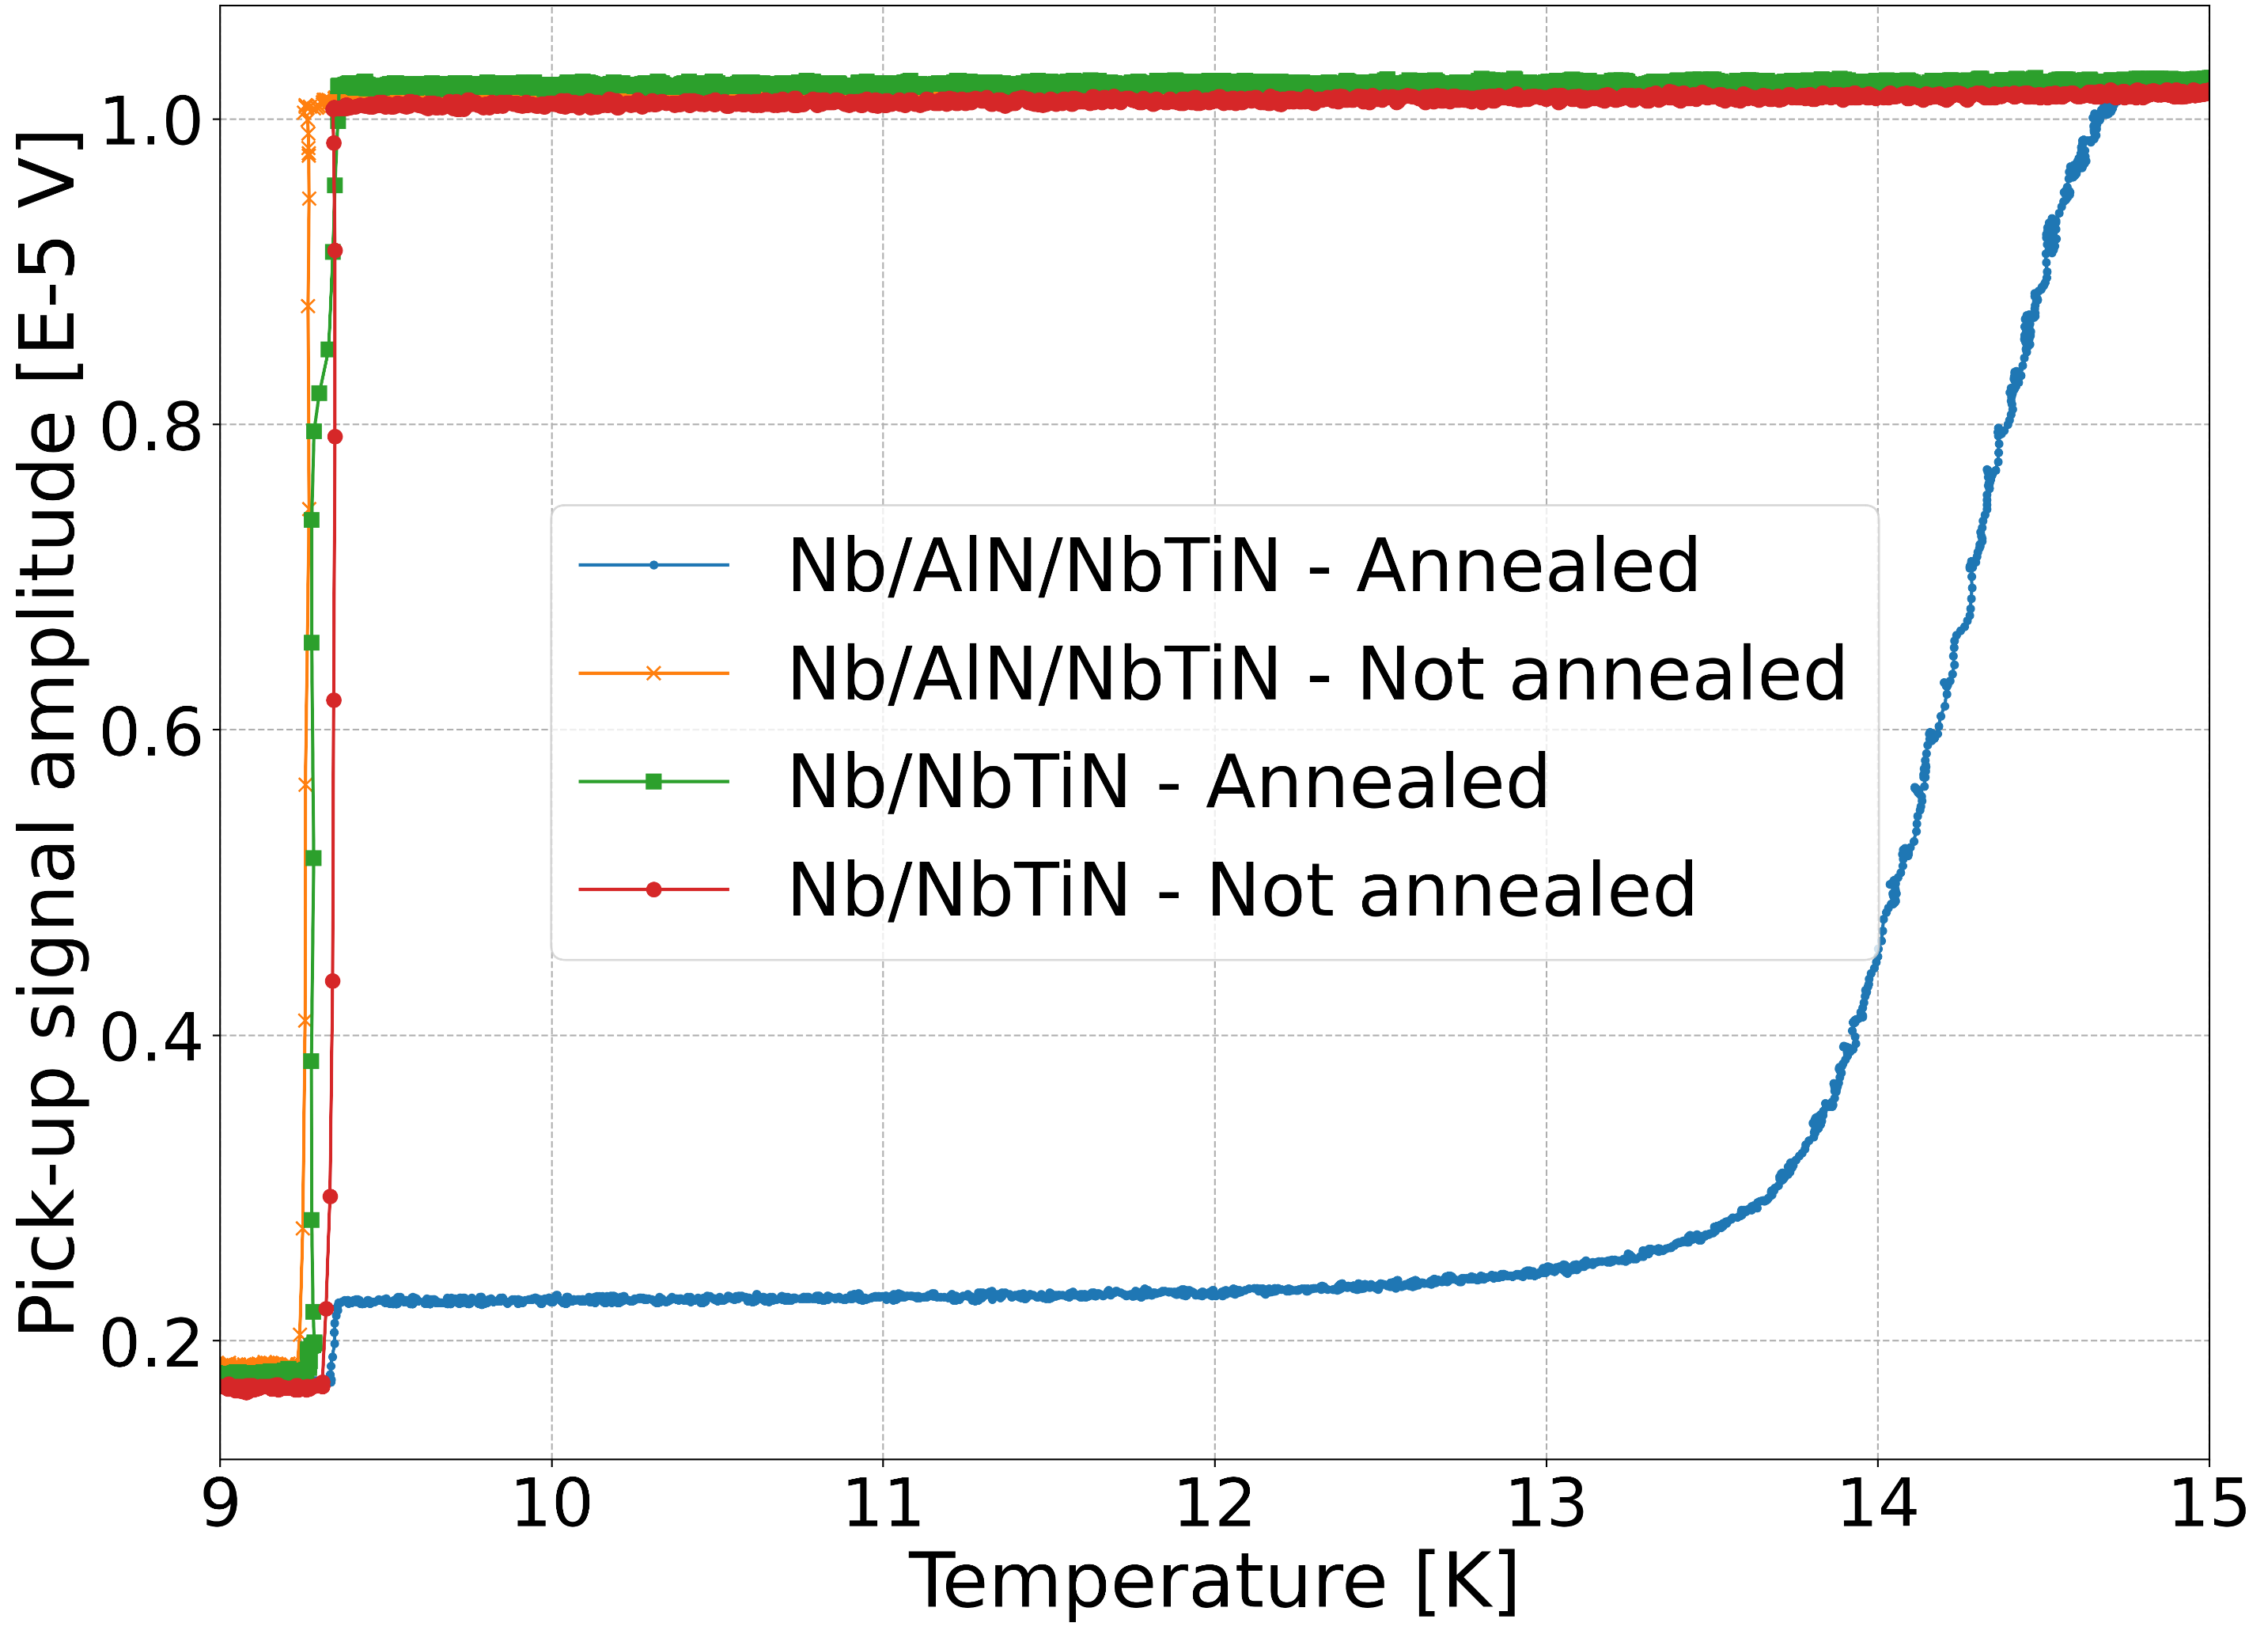 Pick-up signal amplitude [E-5 V]
1.0
0.8
0.6
0.4
0.2
Nb/AlN/NbTiN - Annealed
Nb/AlN/NbTiN - Not annealed
Nb/NbTiN - Annealed
Nb/NbTiN - Not annealed
9 10 11 12 13 14 15
Temperature [K]